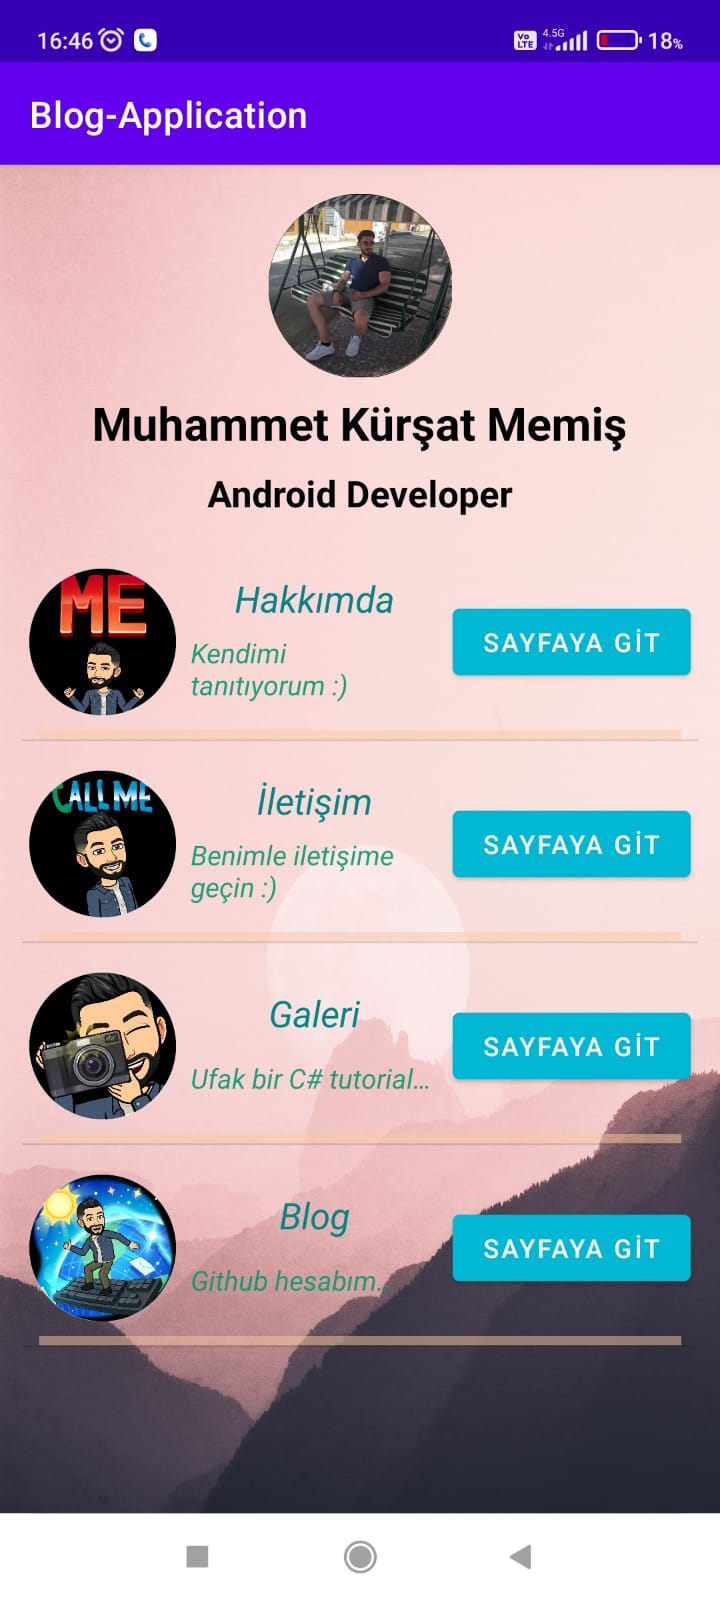 16:46 Vo LTE 4.5G 18%
Blog-Application
Muhammet Kürşat Memiş
Android Developer
ME
Hakkımda
Kendimi
tanıtıyorum :)
SAYFAYA GİT
CALL ME
İletişim
Benimle iletişime
geçin :)
SAYFAYA GİT
Galeri
Ufak bir C# tutorial…
SAYFAYA GİT
Blog
Github hesabım…
SAYFAYA GİT